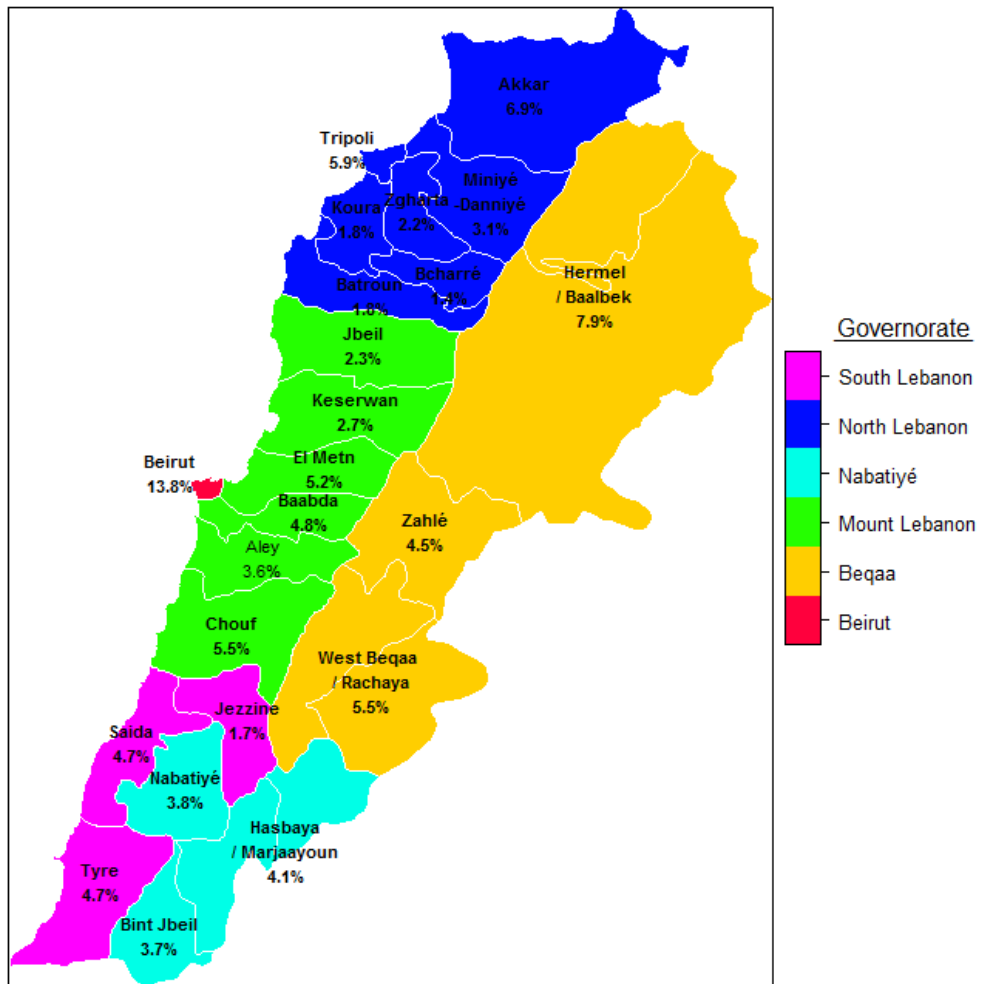 Akkar
6.9%
Tripoli
5.9%
Miniyé
-Danniyé
3.1%
Zgharta
2.2%
Koura
1.8%
Bcharré
1.4%
Batroun
1.8%
Hermel
/ Baalbek
7.9%
Jbeil
2.3%
Keserwan
2.7%
El Metn
5.2%
Beirut
13.8%
Baabda
4.8%
Zahlé
4.5%
Aley
3.6%
Chouf
5.5%
West Beqaa
/ Rachaya
5.5%
Jezzine
1.7%
Saida
4.7%
Nabatiyé
3.8%
Hasbaya
/ Marjaayoun
4.1%
Tyre
4.7%
Bint Jbeil
3.7%
Governorate
South Lebanon
North Lebanon
Nabatiyé
Mount Lebanon
Beqaa
Beirut